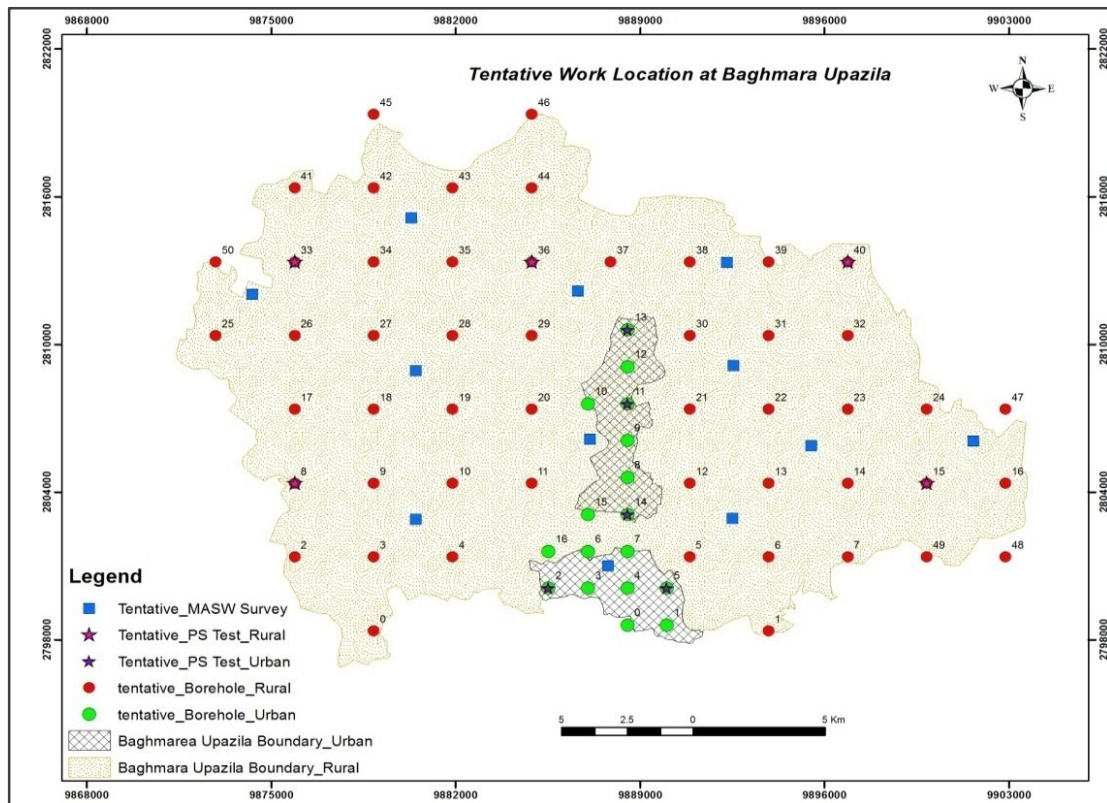 9868000 9875000 9882000 9889000 9896000 9903000
2822000 2822000
Tentative Work Location at Baghmara Upazila
N
W E
S
45 46
41 42 43 44
2816000 2816000
50 33 34 35 36 37 38 39 40
13
25 26 27 28 29 30 31 32
2810000 2810000
12
10 11
17 18 19 20 21 22 23 24 47
9
8
8 9 10 11 12 13 14 15 16
2804000 2804000
15 14
16 6 7
2 3 4 5 6 7 49 48
2 3 4 5
Legend
0 0 1 1
2798000 2798000
Tentative_MASW Survey
Tentative_PS Test_Rural
Tentative_PS Test_Urban
tentative_Borehole_Rural
tentative_Borehole_Urban
5 2.5 0 5 Km
Baghmarea Upazila Boundary_Urban
Baghmara Upazila Boundary_Rural
9868000 9875000 9882000 9889000 9896000 9903000